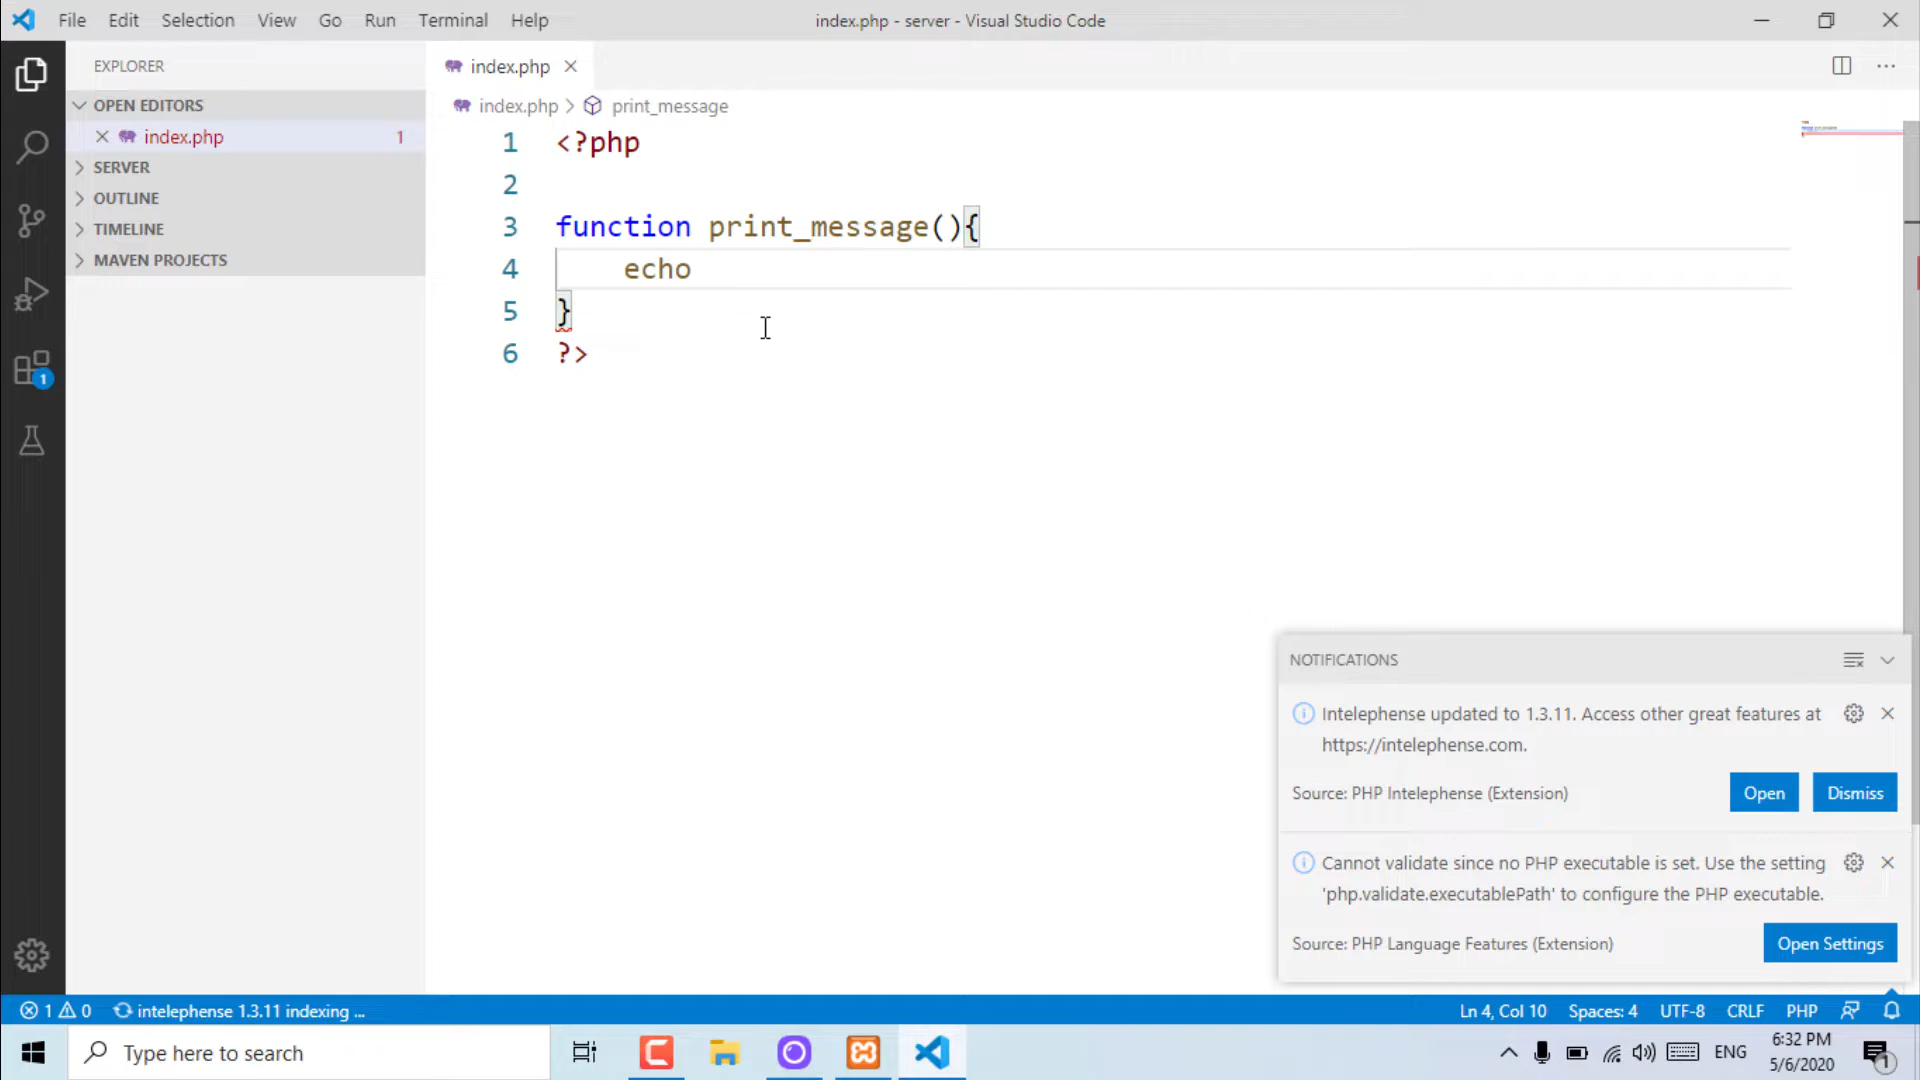 File Edit Selection View Go Run Terminal Help
index.php - server - Visual Studio Code
EXPLORER
OPEN EDITORS
index.php 1
SERVER
OUTLINE
TIMELINE
MAVEN PROJECTS
index.php
index.php > print_message
1 <?php
2
3 function print_message(){
4 echo
5 }
6 ?>
1
NOTIFICATIONS
Intelephense updated to 1.3.11. Access other great features at
https://intelephense.com.
Source: PHP Intelephense (Extension) Open Dismiss
Cannot validate since no PHP executable is set. Use the setting
'php.validate.executablePath' to configure the PHP executable.
Source: PHP Language Features (Extension) Open Settings
1 0 intelephense 1.3.11 indexing ... Ln 4, Col 10 Spaces: 4 UTF-8 CRLF PHP
Type here to search
ENG
6:32 PM
5/6/2020
1